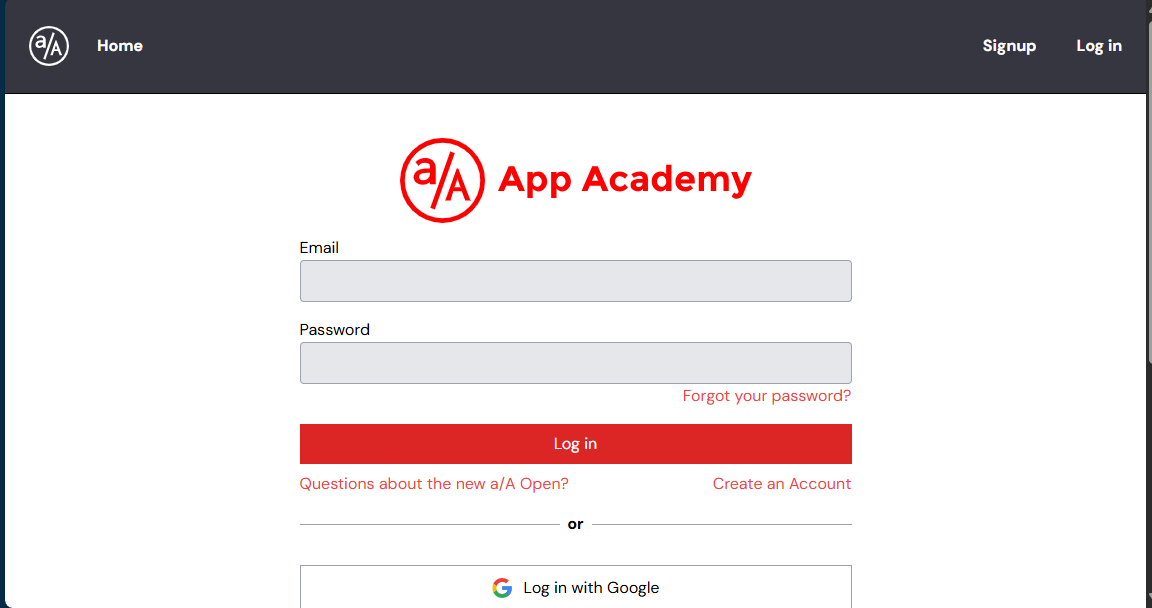 a/A Home Signup Log in
a/A App Academy
Email
Password
Forgot your password?
Log in
Questions about the new a/A Open? Create an Account
or
Log in with Google